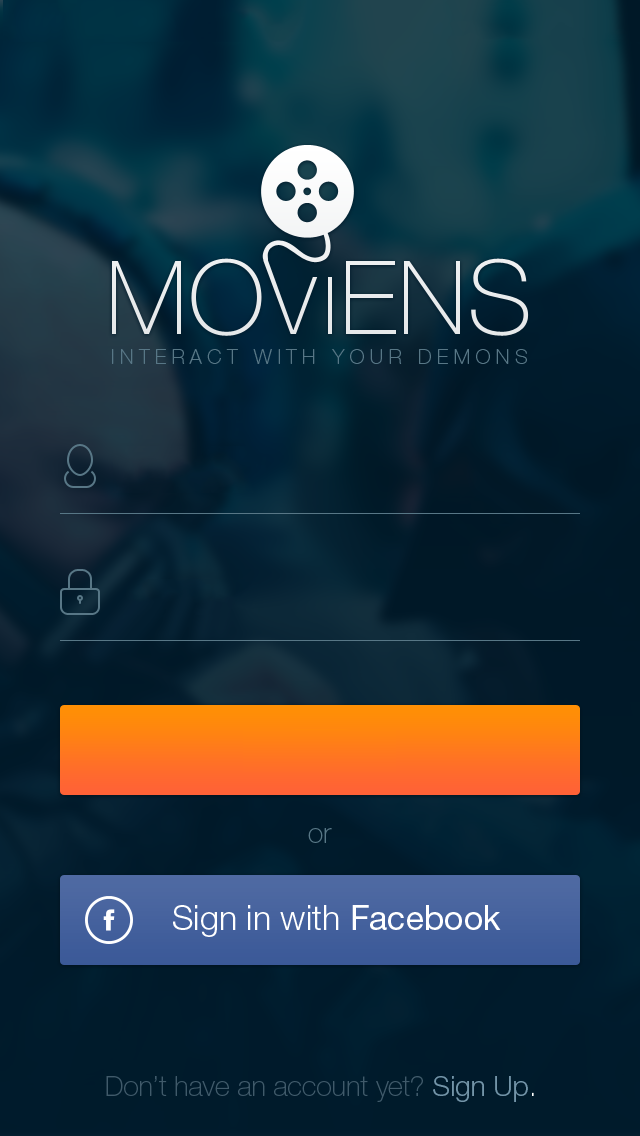 MOViENS
INTERACT WITH YOUR DEMONS
or
f Sign in with Facebook
Don't have an account yet? Sign Up.